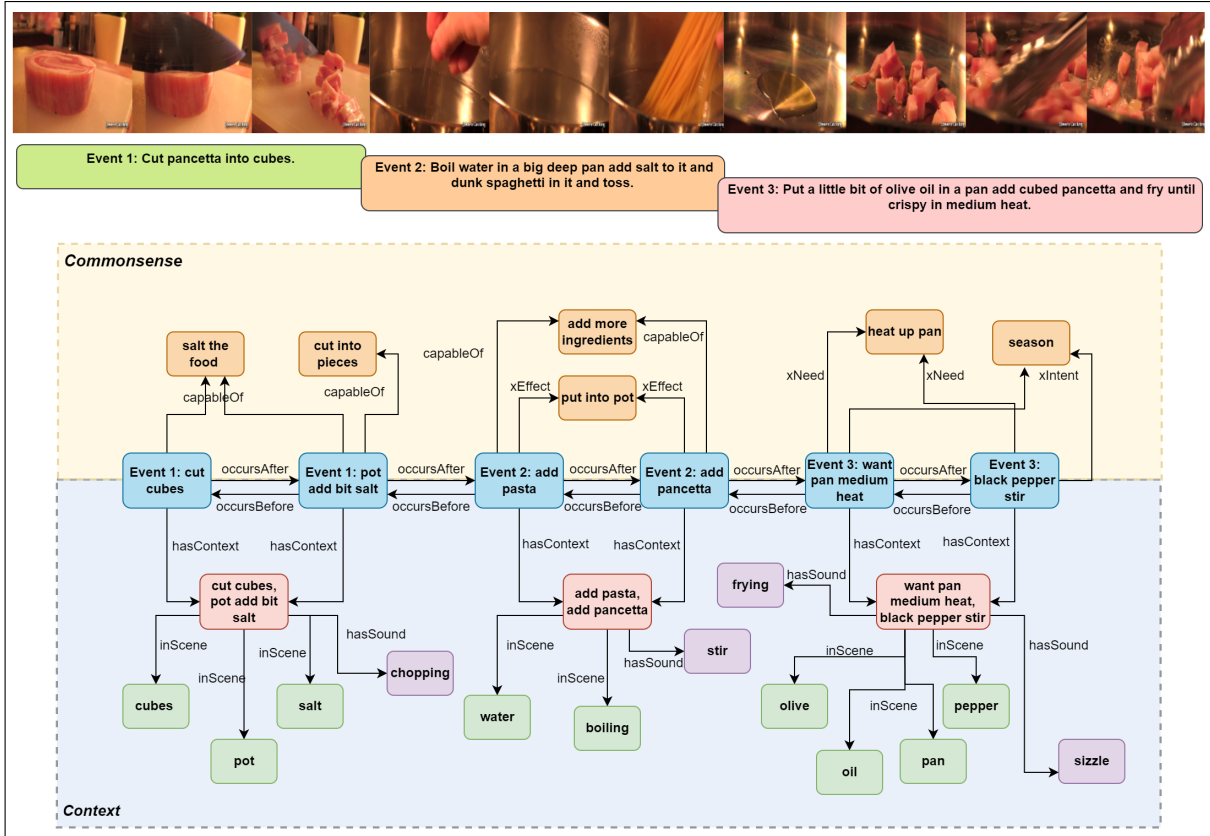 Event 1: Cut pancetta into cubes.
Event 2: Boil water in a big deep pan add salt to it and
dunk spaghetti in it and toss.
Event 3: Put a little bit of olive oil in a pan add cubed pancetta and fry until
crispy in medium heat.
Commonsense
salt the
food
cut into
pieces
add more
ingredients
heat up pan
season
capableOf
capableOf
capableOf
capableOf
xEffect
put into pot
xEffect
xNeed
xNeed
xIntent
Event 1: cut
cubes
occursAfter
occursBefore
Event 1: pot
add bit salt
occursAfter
occursBefore
Event 2: add
pasta
occursAfter
occursBefore
Event 2: add
pancetta
occursAfter
occursBefore
Event 3: want
pan medium
heat
occursAfter
occursBefore
Event 3:
black pepper
stir
hasContext
hasContext
hasContext
hasContext
hasContext
hasContext
cut cubes,
pot add bit
salt
add pasta,
add pancetta
frying
hasSound
want pan
medium heat,
black pepper stir
inScene
inScene
inScene
hasSound
chopping
cubes
salt
pot
inScene
inScene
hasSound
stir
water
boiling
inScene
inScene
inScene
hasSound
olive
pepper
oil
pan
sizzle
Context